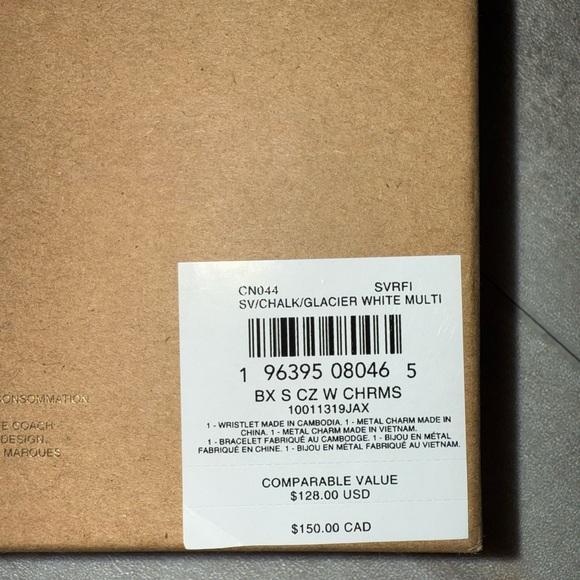 CN044 SVRFI
SV/CHALK/GLACIER WHITE MULTI
1 96395 08046 5
BX S CZ W CHRMS
10011319JAX
1 - WRISTLET MADE IN CAMBODIA. 1 - METAL CHARM MADE IN
CHINA. 1 - METAL CHARM MADE IN VIETNAM.
1 - BRACELET FABRIQUÉ AU CAMBODGE. 1 - BIJOU EN MÉTAL
FABRIQUÉ EN CHINE. 1 - BIJOU EN MÉTAL FABRIQUÉ AU VIETNAM.
COMPARABLE VALUE
$128.00 USD
$150.00 CAD
ONSOMMATION
E COACH
DESIGN.
MARQUES